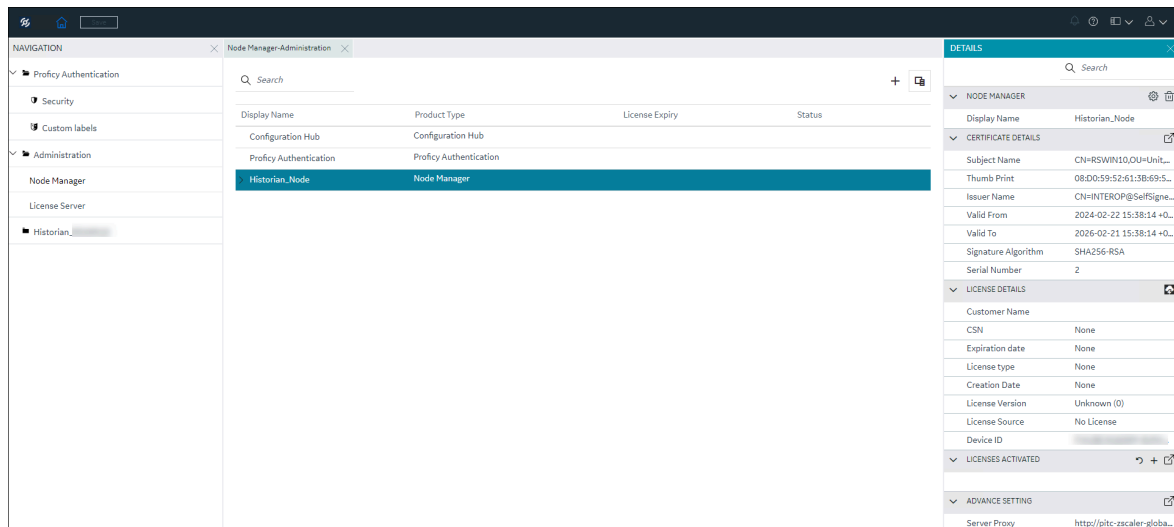 Save
NAVIGATION
Proficy Authentication
Security
Custom labels
Administration
Node Manager
License Server
Historian_
Node Manager-Administration
Search
Display Name Product Type License Expiry Status
Configuration Hub Configuration Hub
Proficy Authentication Proficy Authentication
Historian_Node Node Manager
DETAILS
Search
NODE MANAGER
Display Name Historian_Node
CERTIFICATE DETAILS
Subject Name CN=RSWIN10,OU=Unit,...
Thumb Print 08:D0:59:52:61:3B:69:5...
Issuer Name CN=INTEROP@SelfSigne...
Valid From 2024-02-22 15:38:14 +0...
Valid To 2026-02-21 15:38:14 +0...
Signature Algorithm SHA256-RSA
Serial Number 2
LICENSE DETAILS
Customer Name
CSN None
Expiration date None
License type None
Creation Date None
License Version Unknown (0)
License Source No License
Device ID
LICENSES ACTIVATED
ADVANCE SETTING
Server Proxy http://pitc-zscaler-globa...